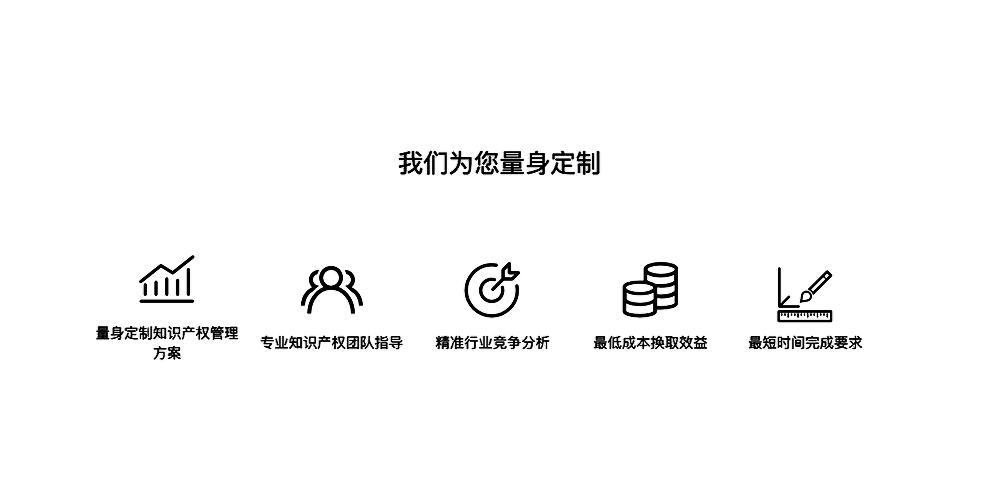 我们为您量身定制
量身定制知识产权管理
方案
专业知识产权团队指导
精准行业竞争分析
最低成本换取效益
最短时间完成要求